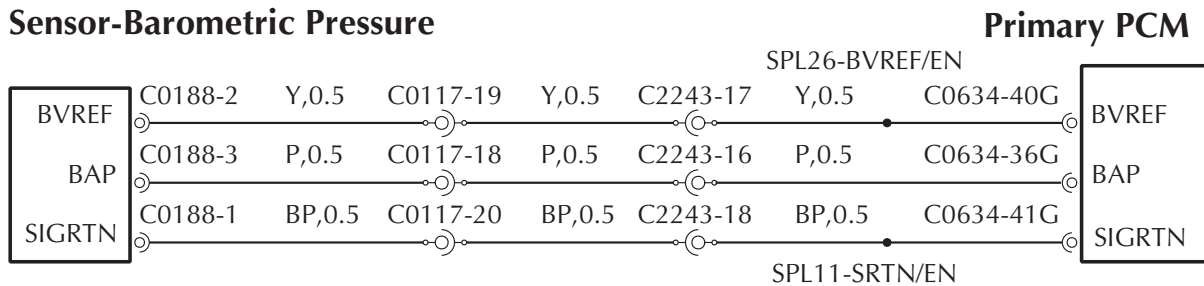 Sensor-Barometric Pressure
Primary PCM
SPL26-BVREF/EN
BVREF C0188-2 Y,0.5 C0117-19 Y,0.5 C2243-17 Y,0.5 C0634-40G BVREF
BAP C0188-3 P,0.5 C0117-18 P,0.5 C2243-16 P,0.5 C0634-36G BAP
SIGRTN C0188-1 BP,0.5 C0117-20 BP,0.5 C2243-18 BP,0.5 C0634-41G SIGRTN
SPL11-SRTN/EN